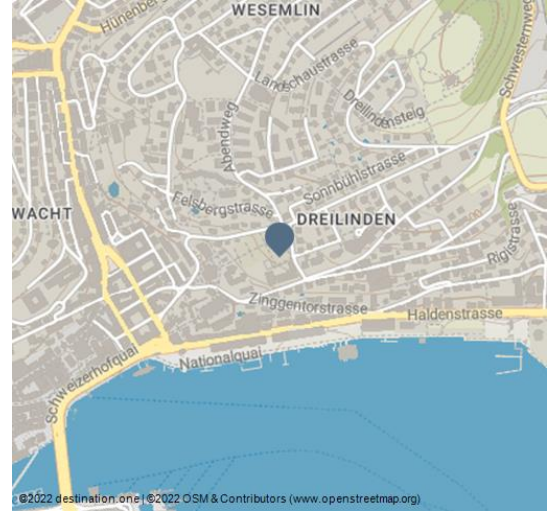 WESEMLIN
Hünenberg
Landschaustrasse
Schwesternweg
Abendweg
Dreilindensteig
Sonnbühlstrasse
Felsbergstrasse
WACHT
DREILINDEN
Riglstrasse
Zinggentorstrasse
Haldenstrasse
Nationalquai
Schweizerhofquai
©2022 destination.one | ©2022 OSM & Contributors (www.openstreetmap.org)